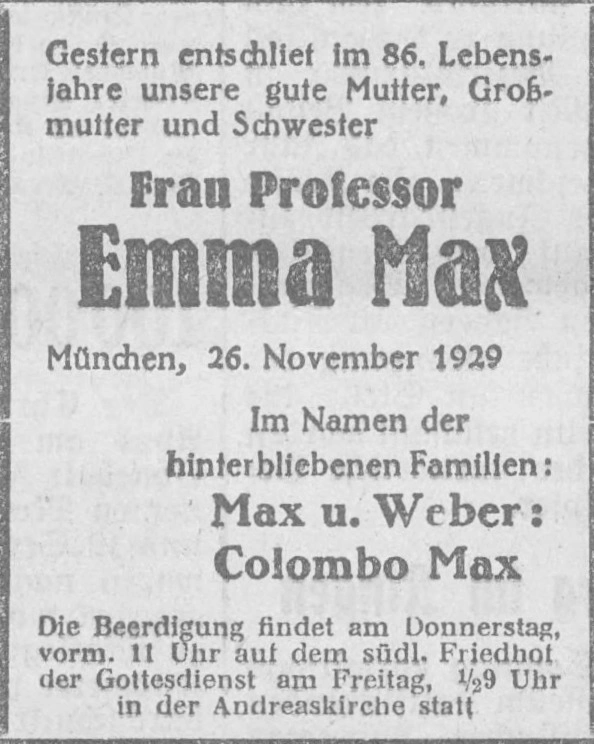 Gestern entschlief im 86. Lebens-
jahre unsere gute Mutter, Groß-
mutter und Schwester
Frau Professor
Emma Max
München, 26. November 1929
Im Namen der
hinterbliebenen Familien:
Max u. Weber:
Colombo Max
Die Beerdigung findet am Donnerstag,
vorm. 11 Uhr auf dem südl. Friedhof
der Gottesdienst am Freitag, ½9 Uhr
in der Andreaskirche statt